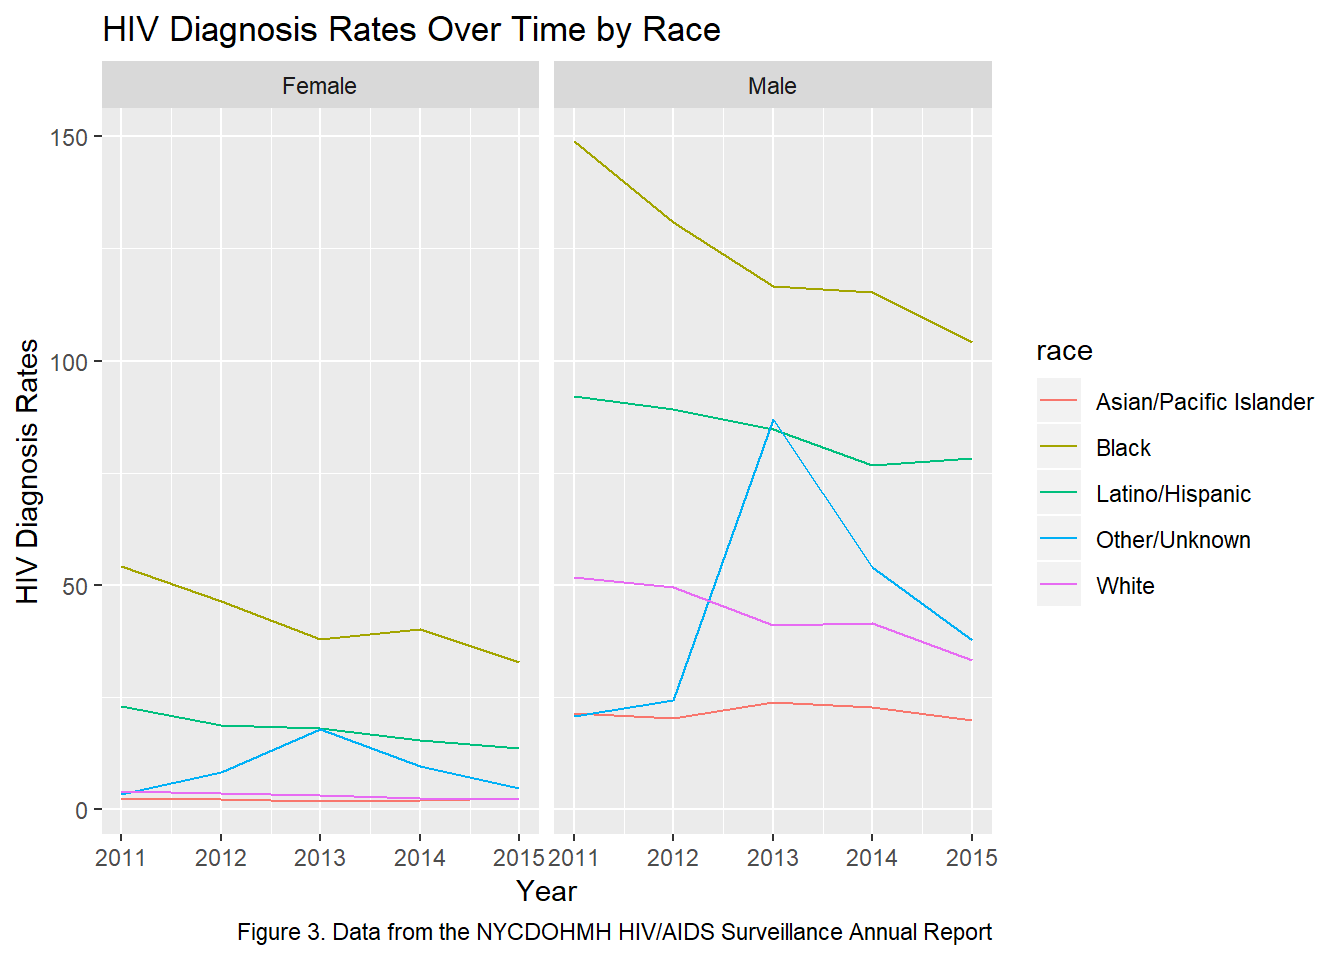 HIV Diagnosis Rates Over Time by Race
Female
Male
150
100
50
0
HIV Diagnosis Rates
2011 2012 2013 2014 2015
2011 2012 2013 2014 2015
Year
race
Asian/Pacific Islander
Black
Latino/Hispanic
Other/Unknown
White
Figure 3. Data from the NYCDOHMH HIV/AIDS Surveillance Annual Report